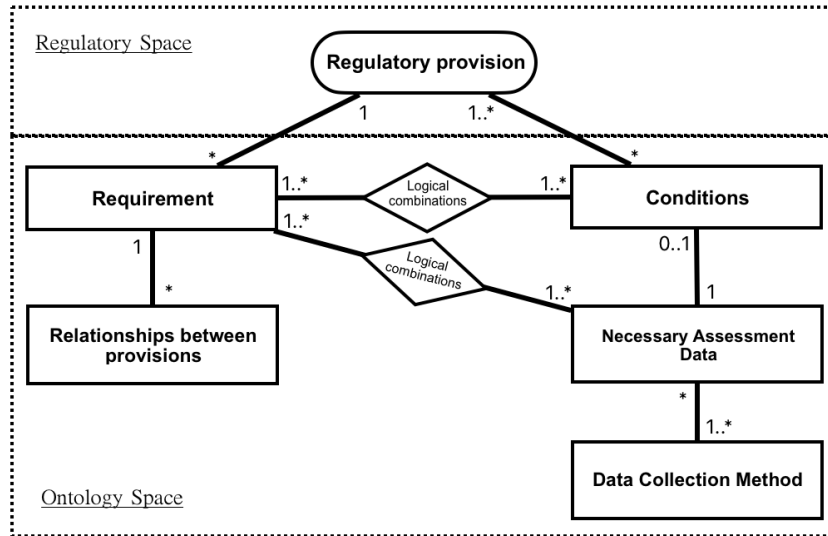 Regulatory Space
Regulatory provision
1
1..*
*
*
Requirement
1..*
Logical
combinations
1..*
Conditions
1..*
1
*
Logical
combinations
1..*
0..1
1
Relationships between
provisions
Necessary Assessment
Data
*
1..*
Data Collection Method
Ontology Space